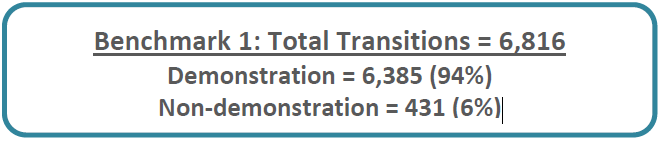 Benchmark 1: Total Transitions = 6,816
Demonstration = 6,385 (94%)
Non-demonstration = 431 (6%)